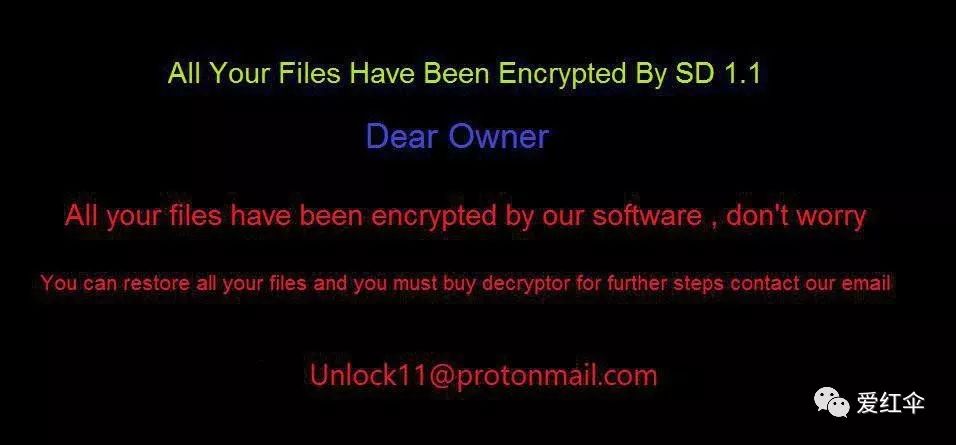 All Your Files Have Been Encrypted By SD 1.1
Dear Owner
All your files have been encrypted by our software , don't worry
You can restore all your files and you must buy decryptor for further steps contact our email
Unlock11@protonmail.com
爱红伞